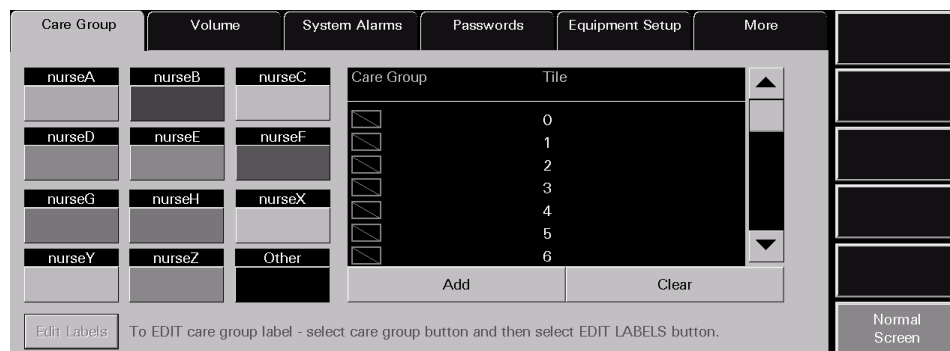 Care Group Volume System Alarms Passwords Equipment Setup More
nurseA nurseB nurseC
nurseD nurseE nurseF
nurseG nurseH nurseX
nurseY nurseZ Other
Care Group Tile
0
1
2
3
4
5
6
Add Clear
Edit Labels To EDIT care group label - select care group button and then select EDIT LABELS button.
Normal
Screen